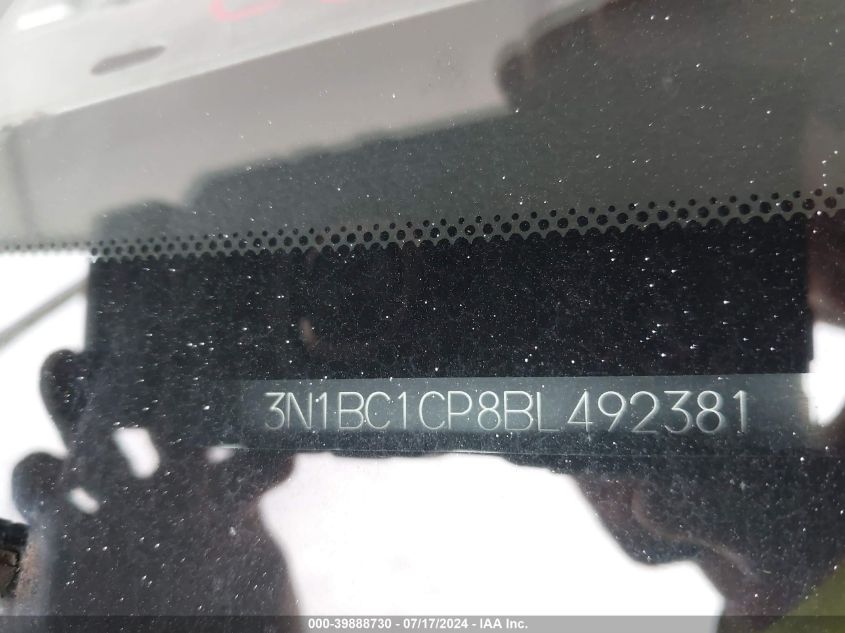 3N1BC1CP8BL492381
000-39888730 - 07/17/2024 - IAA Inc.